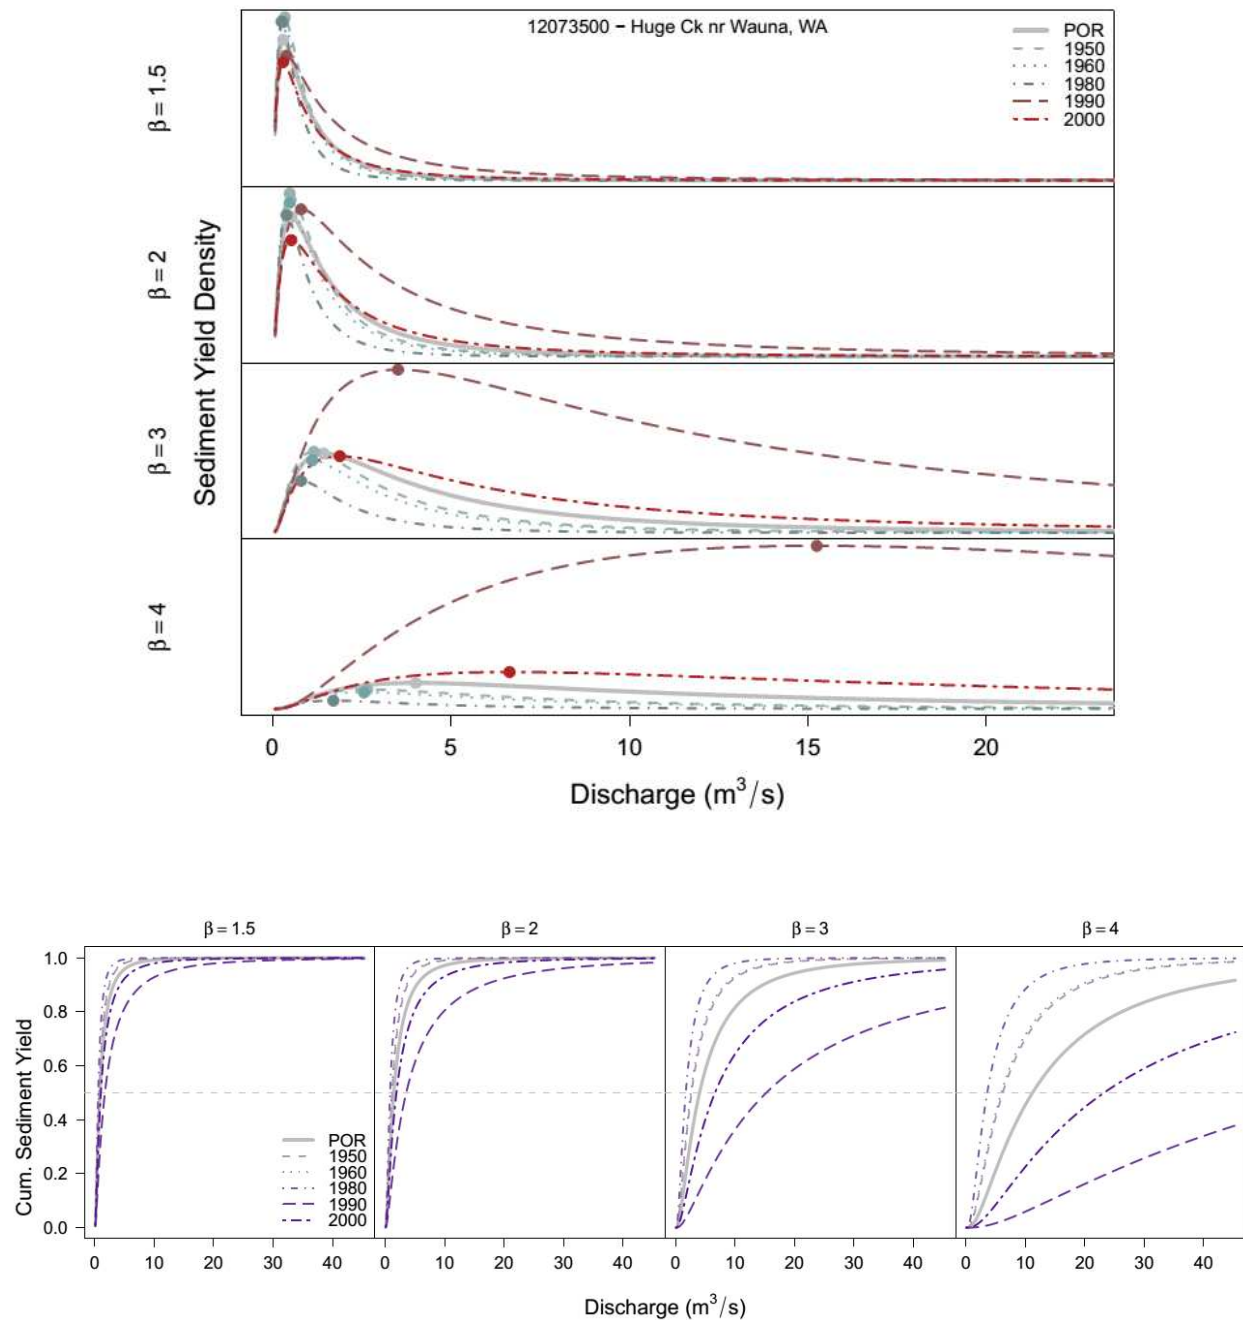 12073500 − Huge Ck nr Wauna, WA
POR
1950
1960
1980
1990
2000
β = 1.5
β = 2
β = 3
β = 4
Sediment Yield Density
0 5 10 15 20
Discharge (m³/s)
β = 1.5 β = 2 β = 3 β = 4
Cum. Sediment Yield
1.0
0.8
0.6
0.4
0.2
0.0
POR
1950
1960
1980
1990
2000
0 10 20 30 40 0 10 20 30 40 0 10 20 30 40 0 10 20 30 40
Discharge (m³/s)